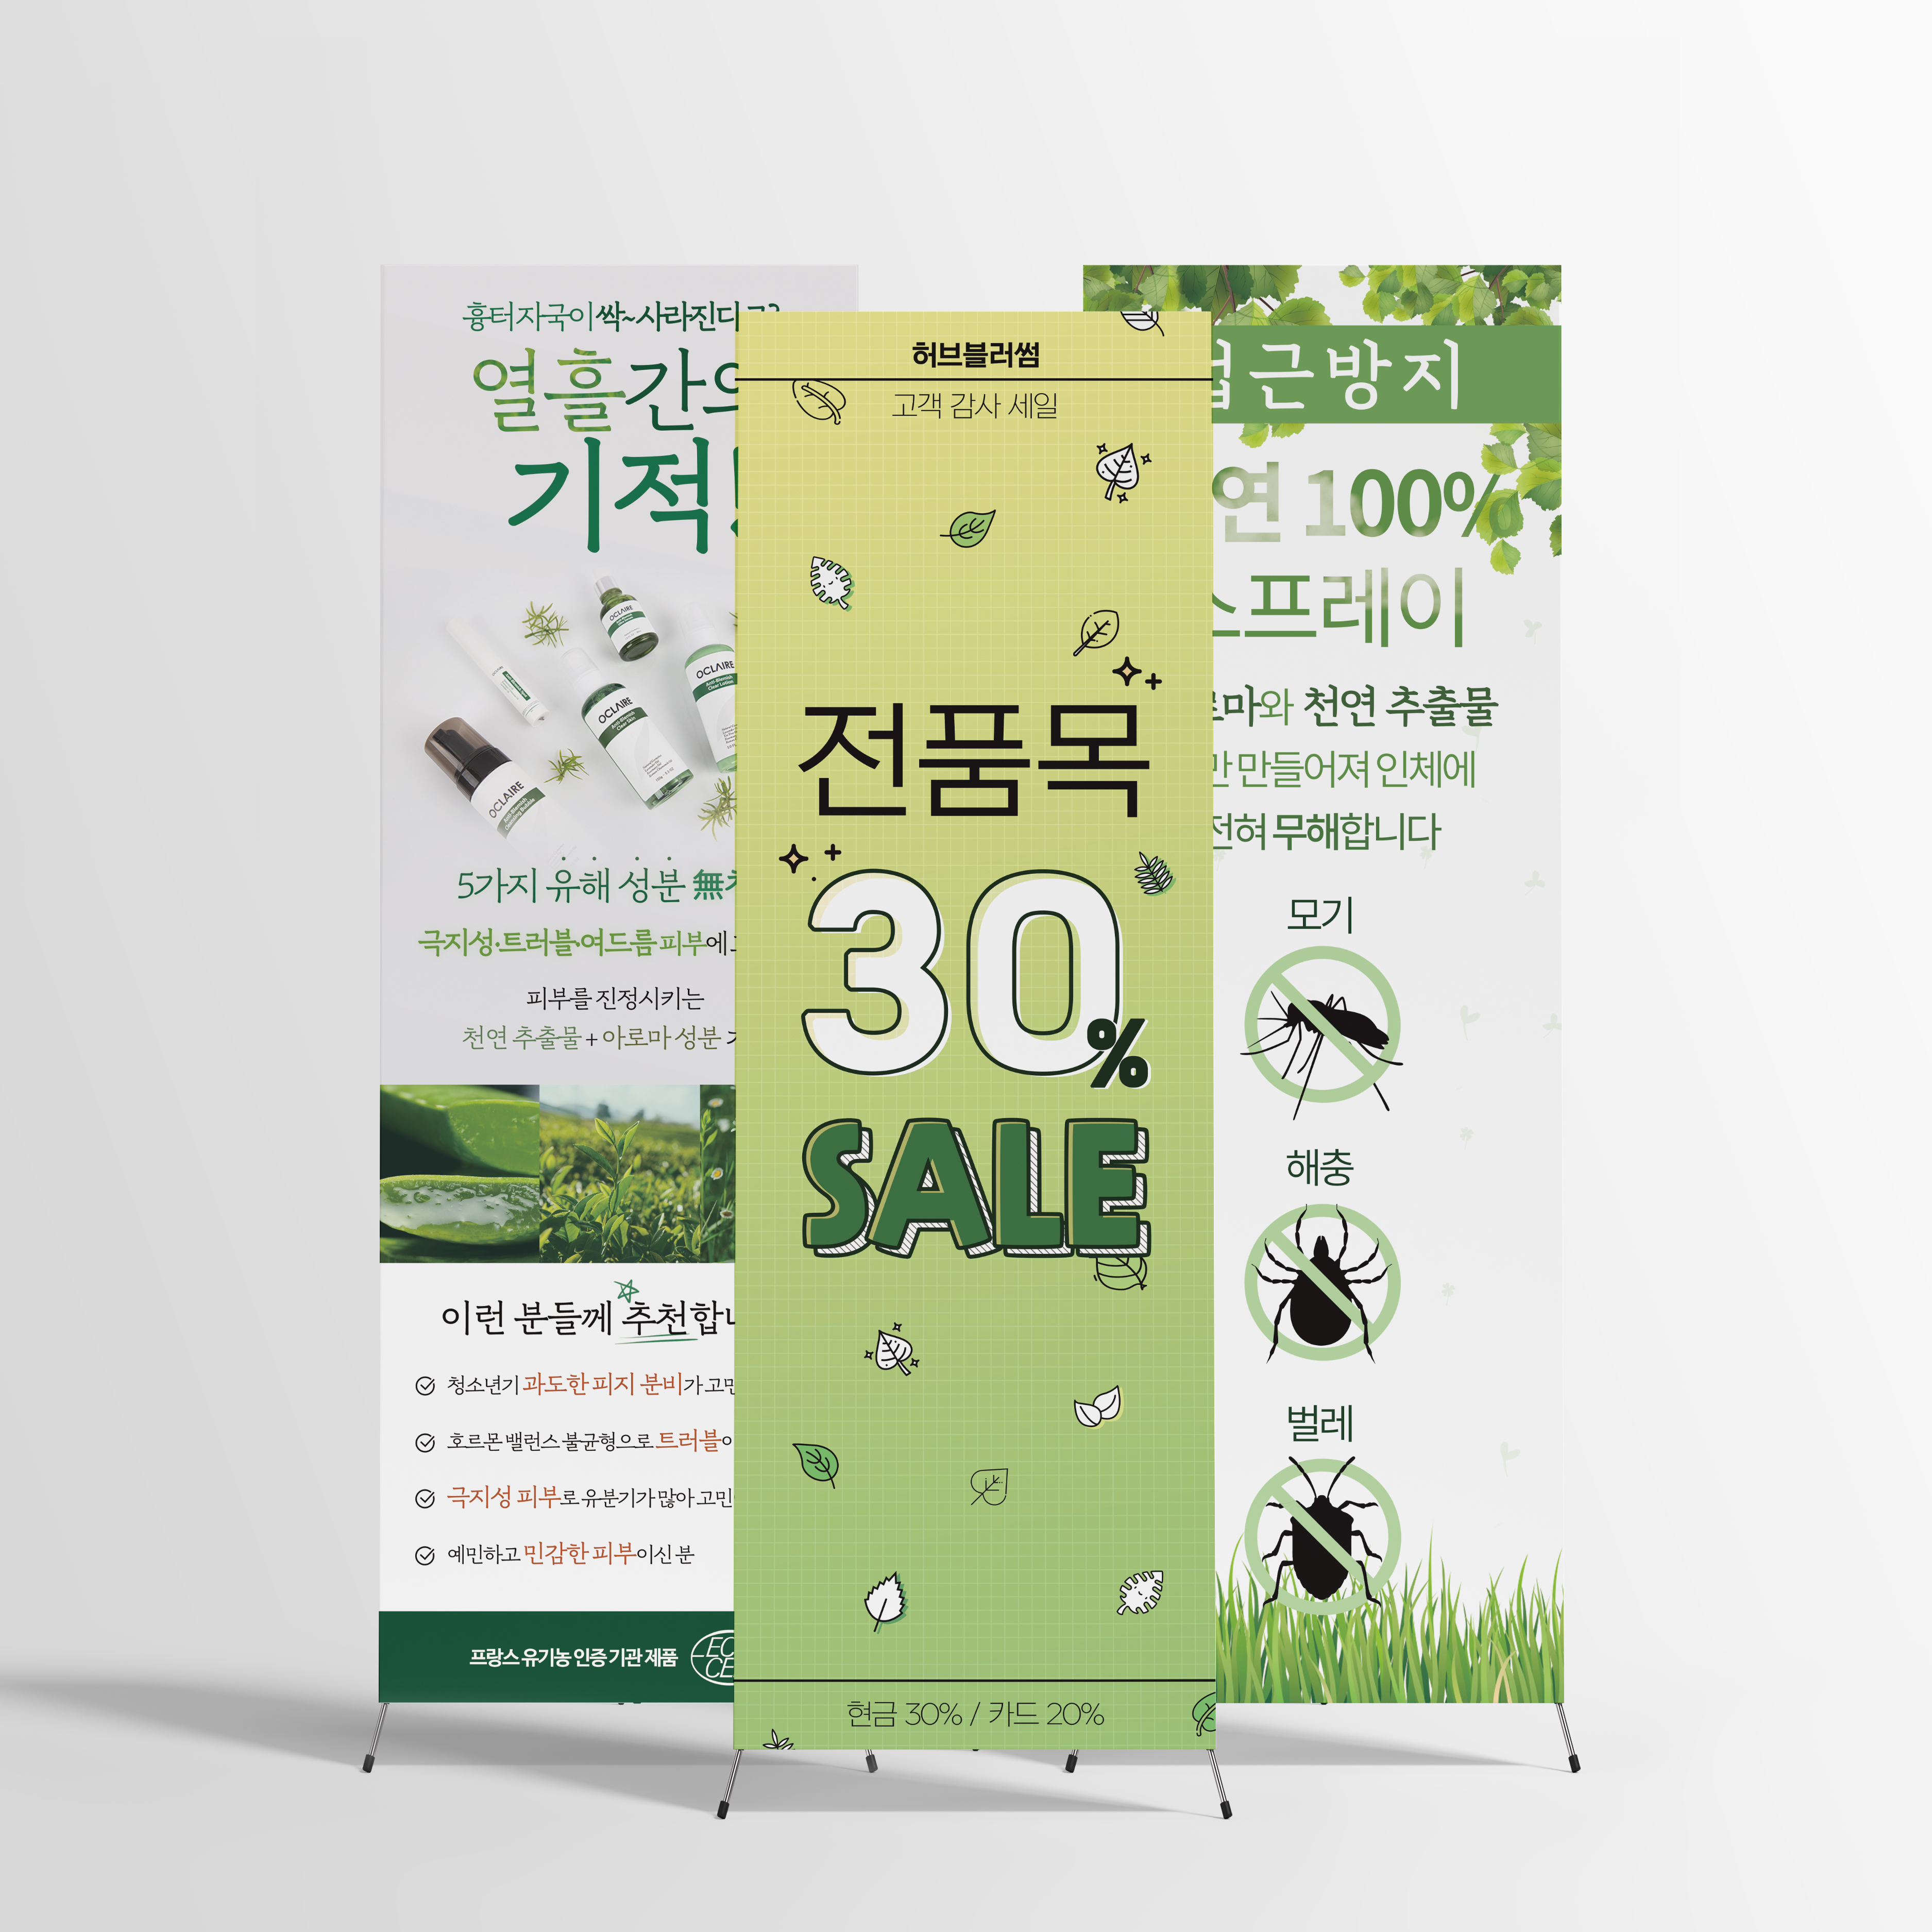 흉터자국이 싹~사라진다
열흘간의
기적!
OCLAIRE
OCLAIRE
OCLAIRE
Anti Blemish
Clear Skin
OCLAIRE
Anti Blemish
Clear Lotion
5가지 유해 성분 無
극지성·트러블·여드름 피부에
피부를 진정시키는
천연 추출물 + 아로마 성분
이런 분들께 추천합니
청소년기 과도한 피지 분비가 고민
호르몬 밸런스 불균형으로 트러블이
극지성 피부로 유분기가 많아 고민
예민하고 민감한 피부이신 분
프랑스 유기농 인증 기관 제품
허브블러썸
고객 감사 세일
전품목
30%
SALE
현금 30% / 카드 20%
접근방지
연 100%
스프레이
로마와 천연 추출물
만 만들어져 인체에
전혀 무해합니다
모기
해충
벌레